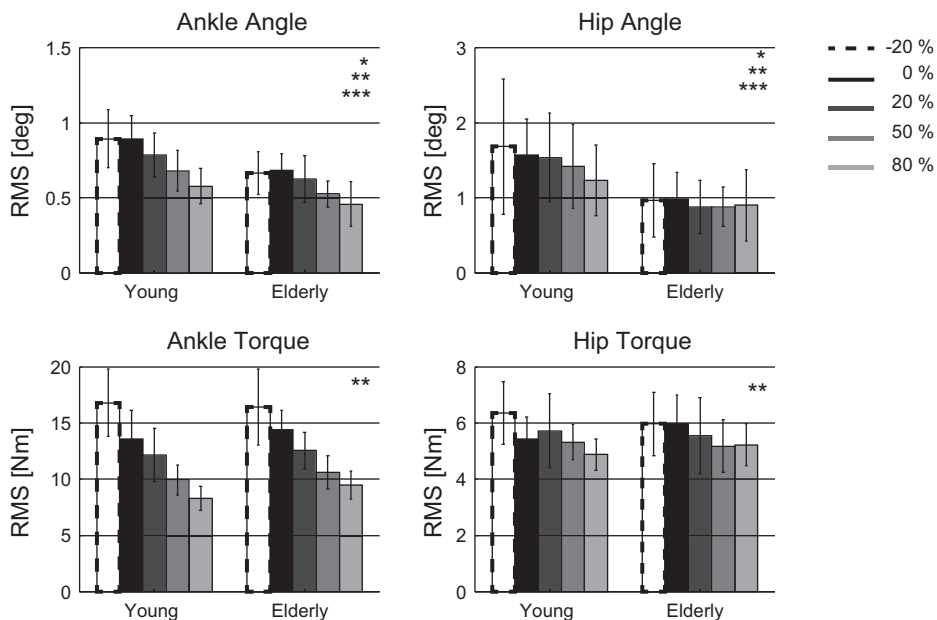 Ankle Angle
RMS [deg]
1.5
1
0.5
0
*
**
***
Young Elderly
Hip Angle
RMS [deg]
3
2
1
0
*
**
***
Young Elderly
-20 %
0 %
20 %
50 %
80 %
Ankle Torque
RMS [Nm]
20
15
10
5
0
**
Young Elderly
Hip Torque
RMS [Nm]
8
6
4
2
0
**
Young Elderly